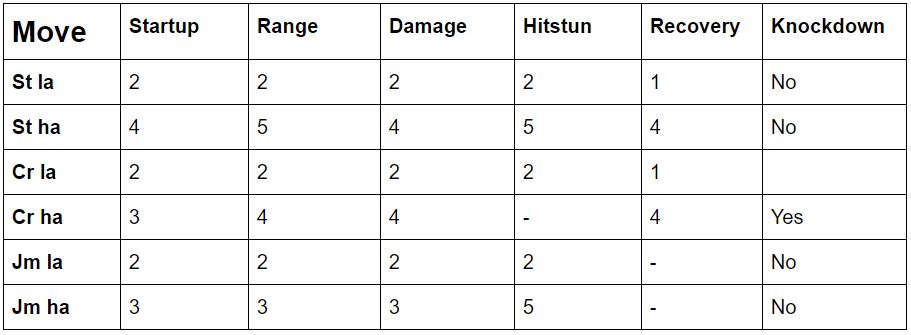 Move Startup Range Damage Hitstun Recovery Knockdown
St la 2 2 2 2 1 No
St ha 4 5 4 5 4 No
Cr la 2 2 2 2 1
Cr ha 3 4 4 - 4 Yes
Jm la 2 2 2 2 - No
Jm ha 3 3 3 5 - No